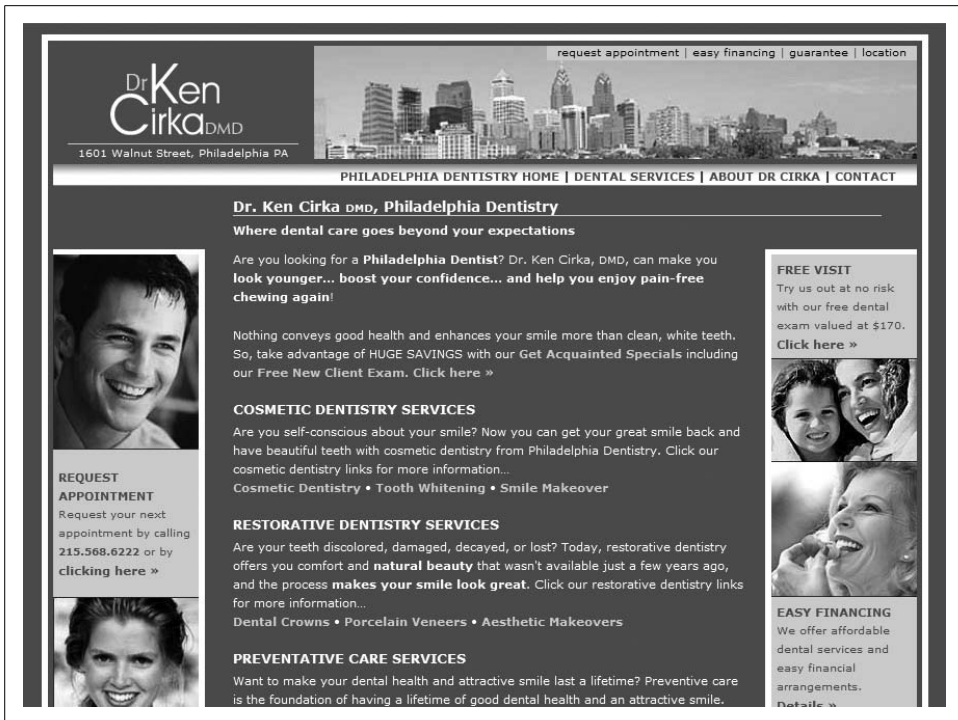 request appointment | easy financing | guarantee | location
Dr Ken
Cirka DMD
1601 Walnut Street, Philadelphia PA
PHILADELPHIA DENTISTRY HOME | DENTAL SERVICES | ABOUT DR CIRKA | CONTACT
Dr. Ken Cirka DMD, Philadelphia Dentistry
Where dental care goes beyond your expectations
Are you looking for a Philadelphia Dentist? Dr. Ken Cirka, DMD, can make you
look younger... boost your confidence... and help you enjoy pain-free
chewing again!
Nothing conveys good health and enhances your smile more than clean, white teeth.
So, take advantage of HUGE SAVINGS with our Get Acquainted Specials including
our Free New Client Exam. Click here »
COSMETIC DENTISTRY SERVICES
Are you self-conscious about your smile? Now you can get your great smile back and
have beautiful teeth with cosmetic dentistry from Philadelphia Dentistry. Click our
cosmetic dentistry links for more information...
Cosmetic Dentistry • Tooth Whitening • Smile Makeover
RESTORATIVE DENTISTRY SERVICES
Are your teeth discolored, damaged, decayed, or lost? Today, restorative dentistry
offers you comfort and natural beauty that wasn't available just a few years ago,
and the process makes your smile look great. Click our restorative dentistry links
for more information...
Dental Crowns • Porcelain Veneers • Aesthetic Makeovers
PREVENTATIVE CARE SERVICES
Want to make your dental health and attractive smile last a lifetime? Preventive care
is the foundation of having a lifetime of good dental health and an attractive smile.
REQUEST
APPOINTMENT
Request your next
appointment by calling
215.568.6222 or by
clicking here »
FREE VISIT
Try us out at no risk
with our free dental
exam valued at $170.
Click here »
EASY FINANCING
We offer affordable
dental services and
easy financial
arrangements.
Details »